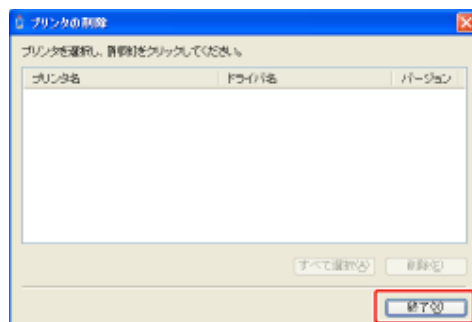 プリンタの削除
プリンタを選択し、[削除]をクリックしてください。
プリンタ名 ドライバ名 バージョン
すべて選択(A) 削除(E)
終了(X)